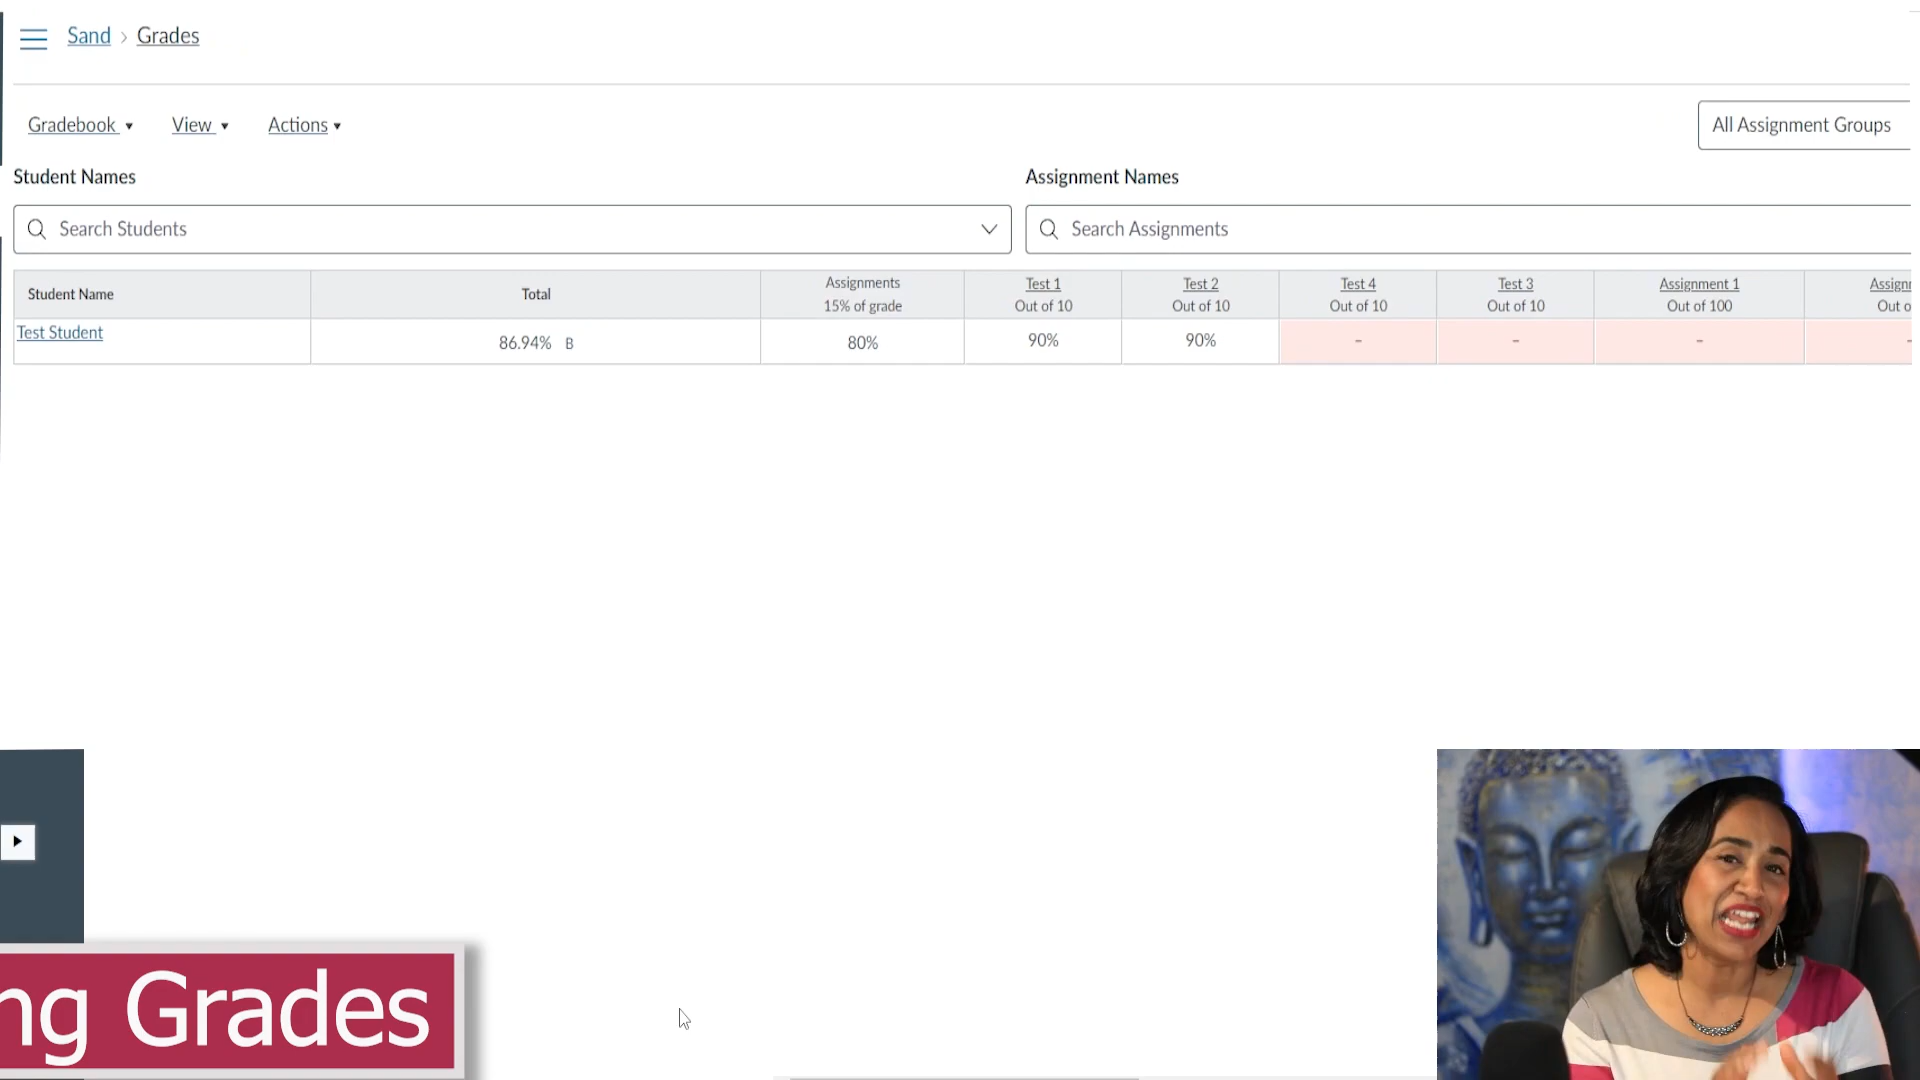 Sand › Grades
Gradebook ▾ View ▾ Actions ▾
All Assignment Groups
Student Names
Assignment Names
Search Students
Search Assignments
Student Name
Total
Assignments
15% of grade
Test 1
Out of 10
Test 2
Out of 10
Test 4
Out of 10
Test 3
Out of 10
Assignment 1
Out of 100
Assign
Out o
Test Student
86.94% B
80%
90%
90%
–
–
–
–
ng Grades